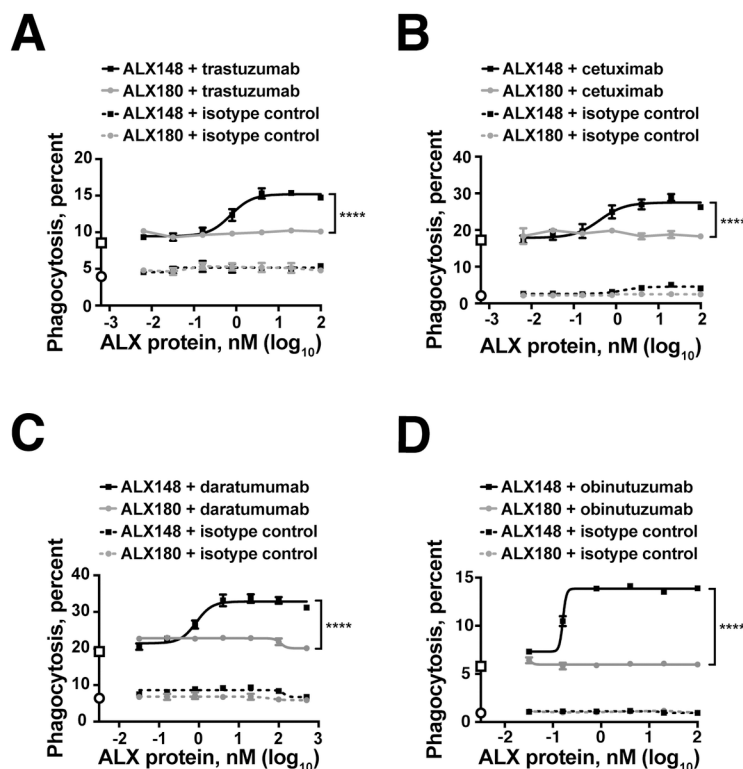 A
ALX148 + trastuzumab
ALX180 + trastuzumab
ALX148 + isotype control
ALX180 + isotype control
Phagocytosis, percent
20
15
10
5
0
****
-3 -2 -1 0 1 2
ALX protein, nM (log10)
B
ALX148 + cetuximab
ALX180 + cetuximab
ALX148 + isotype control
ALX180 + isotype control
Phagocytosis, percent
40
30
20
10
0
****
-3 -2 -1 0 1 2
ALX protein, nM (log10)
C
ALX148 + daratumumab
ALX180 + daratumumab
ALX148 + isotype control
ALX180 + isotype control
Phagocytosis, percent
40
30
20
10
0
****
-2 -1 0 1 2 3
ALX protein, nM (log10)
D
ALX148 + obinutuzumab
ALX180 + obinutuzumab
ALX148 + isotype control
ALX180 + isotype control
Phagocytosis, percent
15
10
5
0
****
-2 -1 0 1 2
ALX protein, nM (log10)